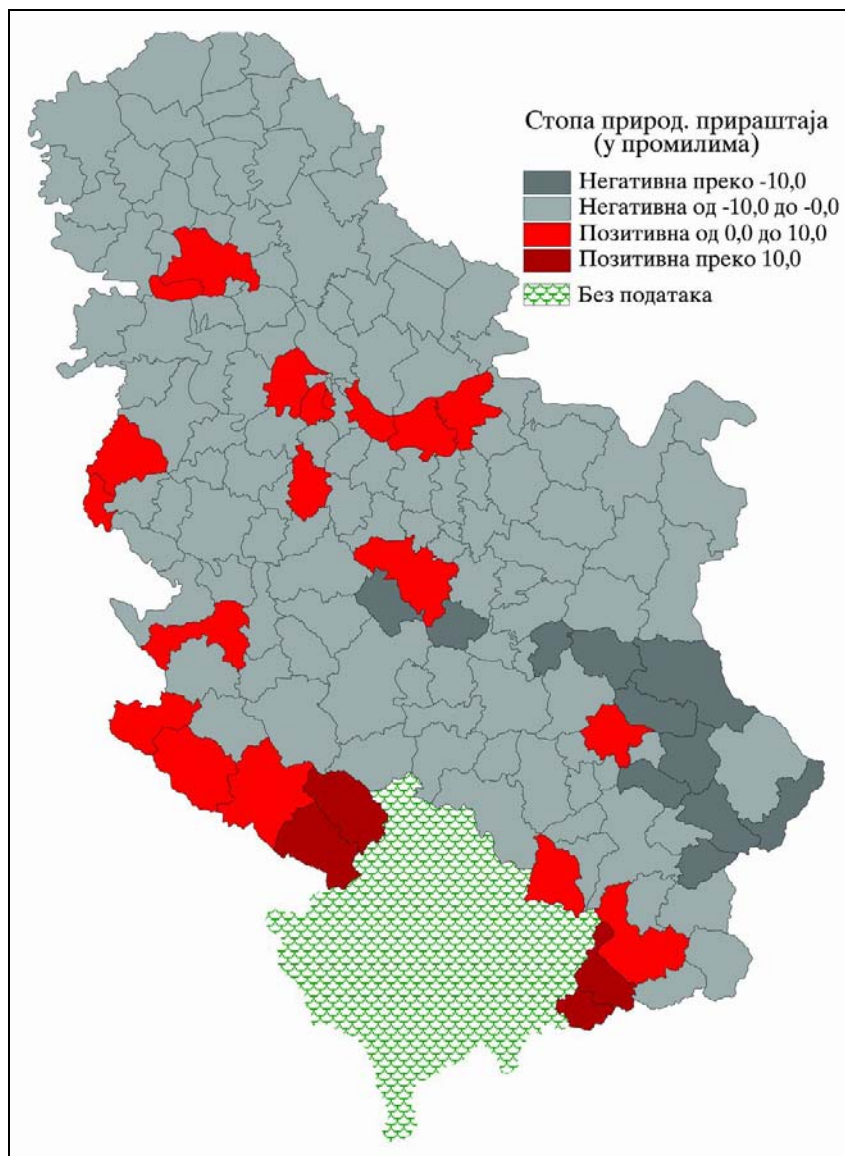 Стопа природ. прираштаја
(у промилима)
Негативна преко -10,0
Негативна од -10,0 до -0,0
Позитивна од 0,0 до 10,0
Позитивна преко 10,0
Без података